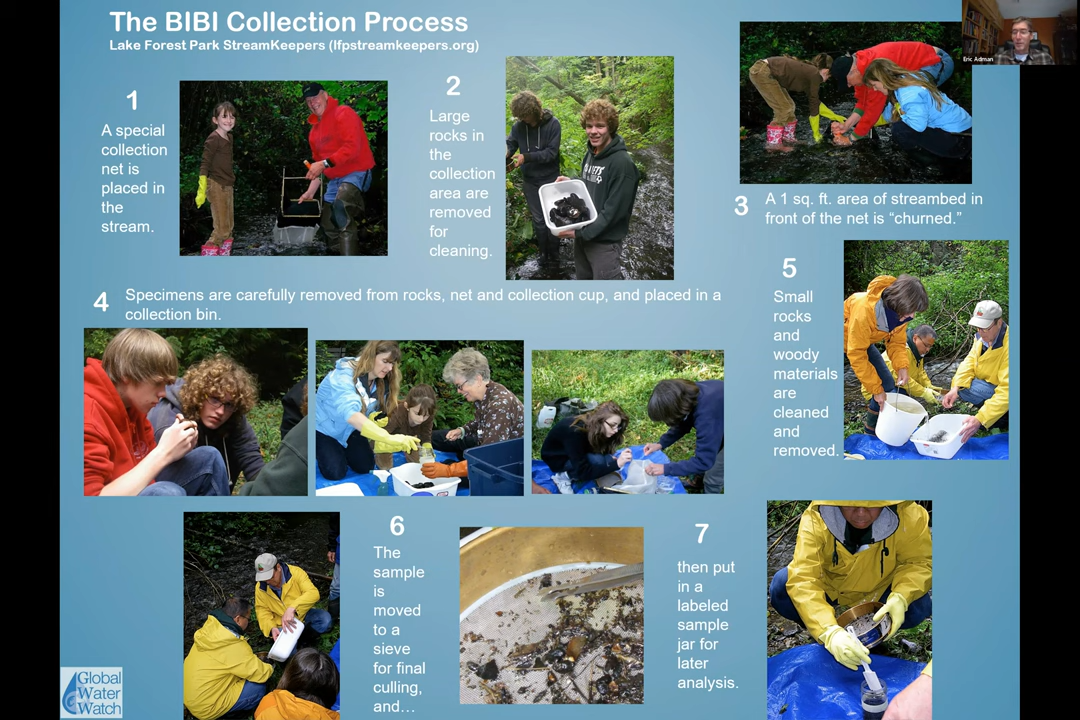 The BIBI Collection Process
Lake Forest Park StreamKeepers (lfpstreamkeepers.org)
Eric Adman
1
A special
collection
net is
placed in
the
stream.
2
Large
rocks in
the
collection
area are
removed
for
cleaning.
3
A 1 sq. ft. area of streambed in
front of the net is “churned.”
4
Specimens are carefully removed from rocks, net and collection cup, and placed in a
collection bin.
5
Small
rocks
and
woody
materials
are
cleaned
and
removed.
6
The
sample
is
moved
to a
sieve
for final
culling,
and…
7
then put
in a
labeled
sample
jar for
later
analysis.
Global
Water
Watch